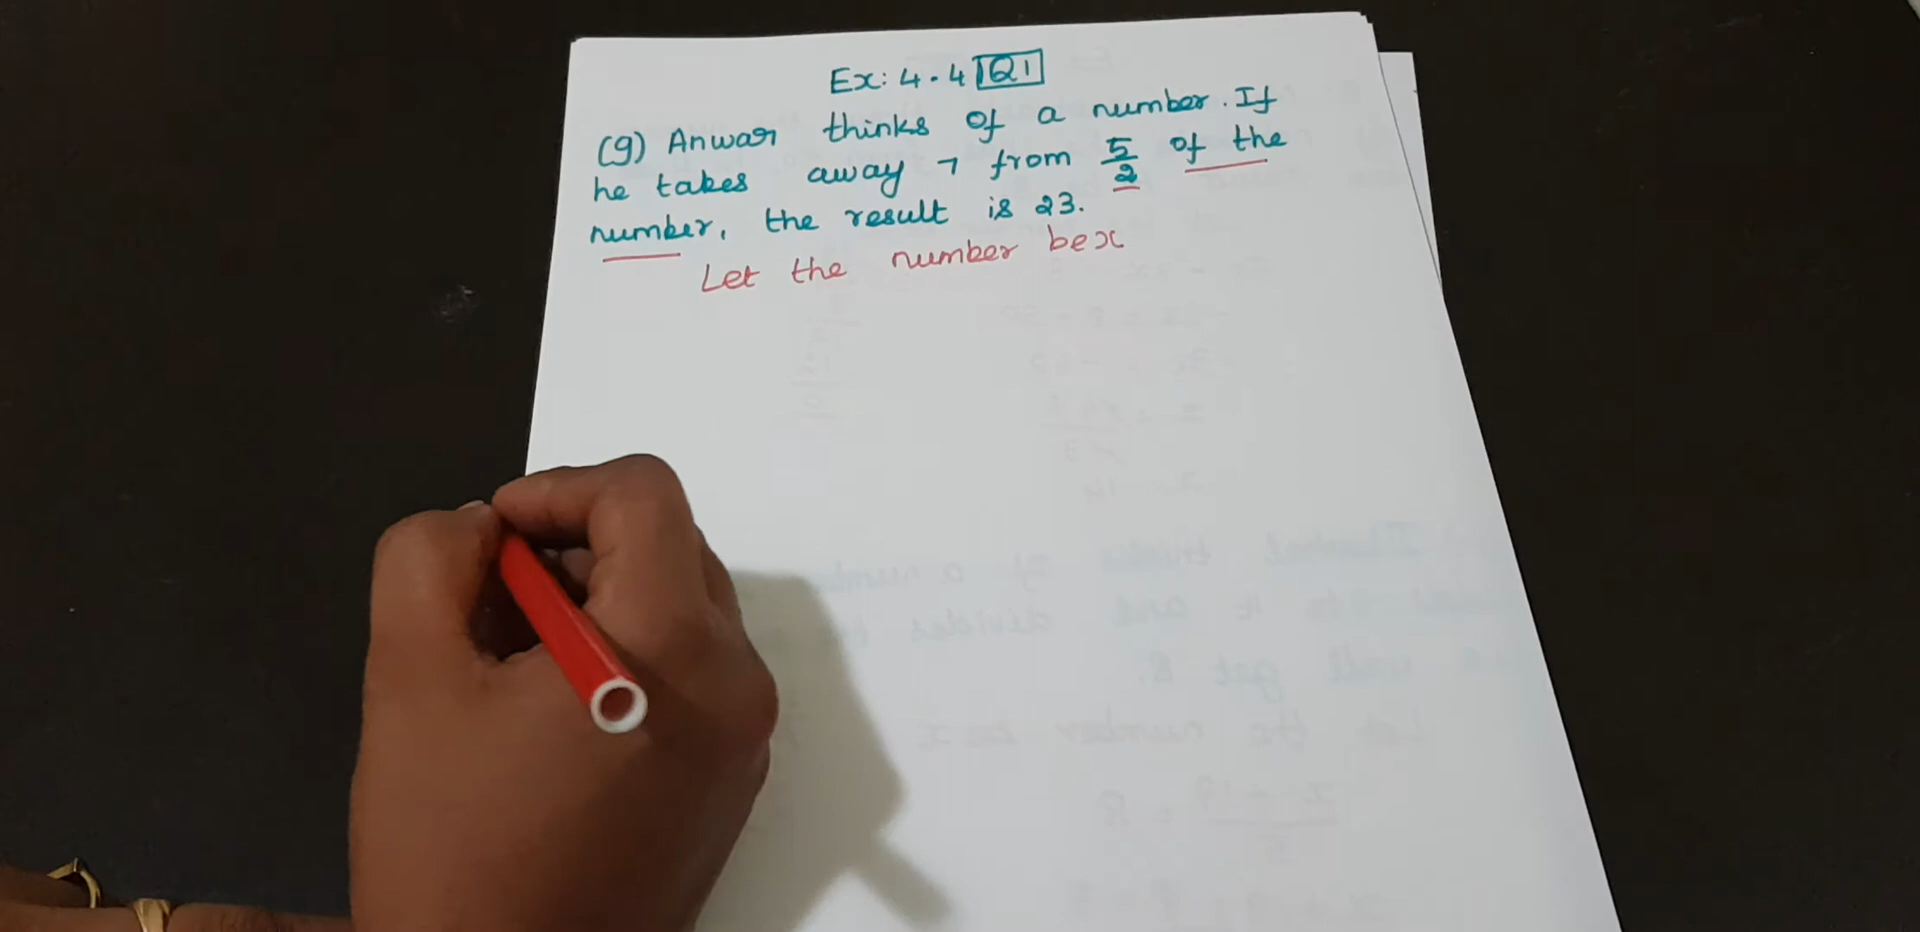 Ex: 4.4 Q1
(g) Anwar thinks of a number. If
he takes away 7 from 5/2 of the
number, the result is 23.
Let the number be x